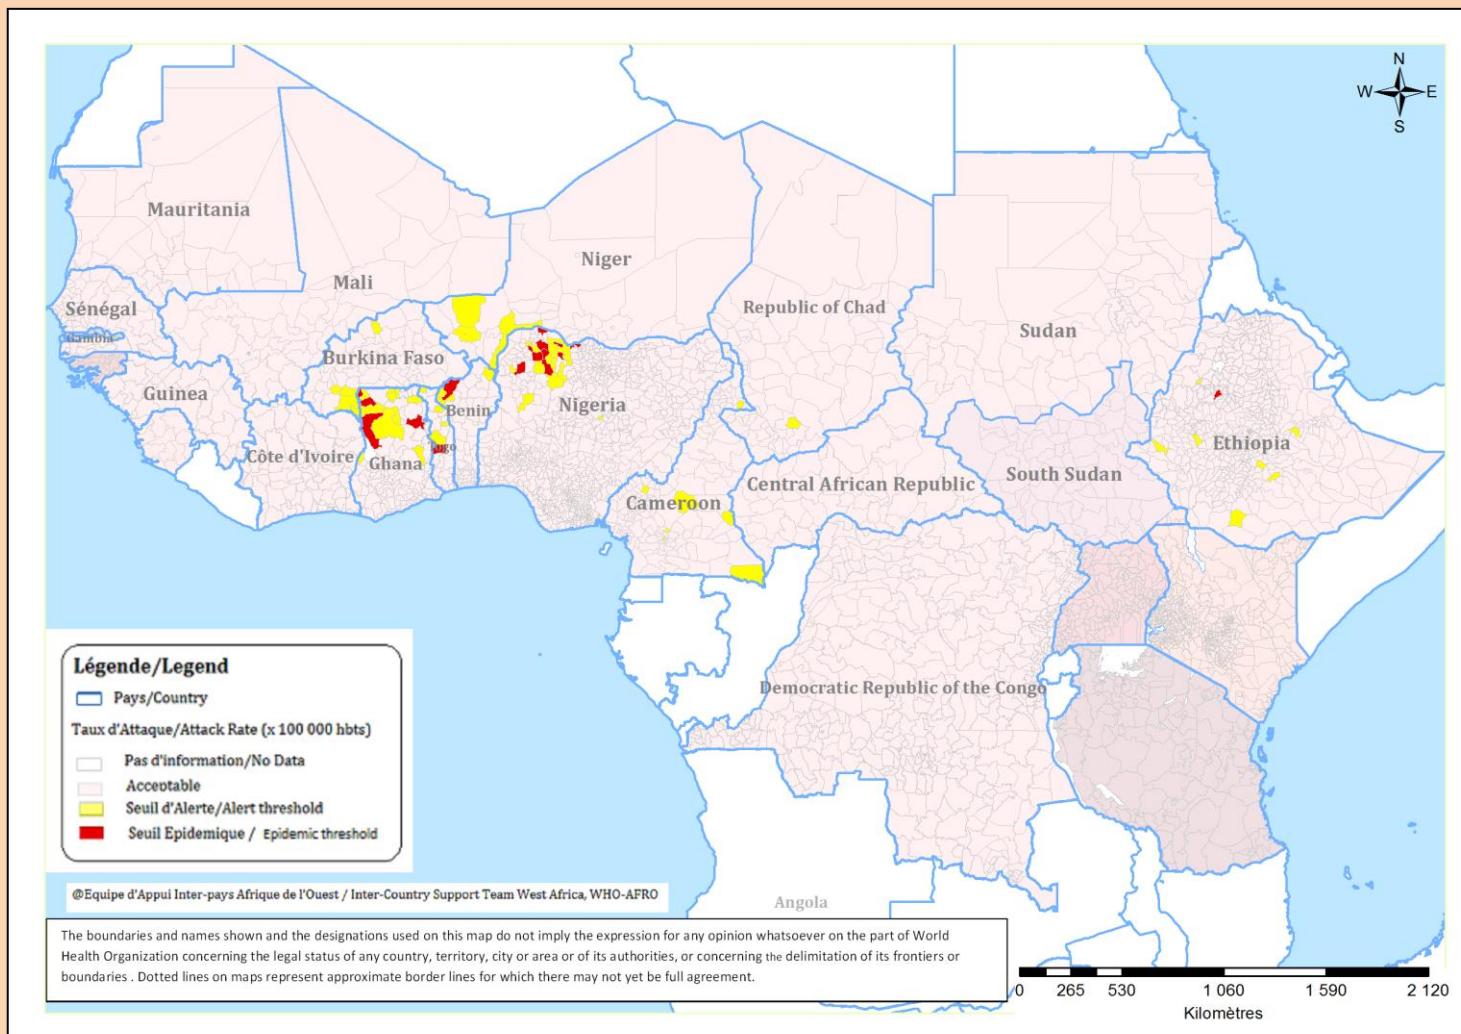 N
W E
S
Mauritania
Mali
Niger
Republic of Chad
Sudan
Sénégal
Gambia
Burkina Faso
Guinea
Benin
Nigeria
Ethiopia
Côte d'Ivoire
Ghana
Togo
South Sudan
Central African Republic
Cameroon
Democratic Republic of the Congo
Angola
Légende/Legend
Pays/Country
Taux d'Attaque/Attack Rate (x 100 000 hbts)
Pas d'information/No Data
Acceptable
Seuil d'Alerte/Alert threshold
Seuil Epidemique / Epidemic threshold
@Equipe d'Appui Inter-pays Afrique de l'Ouest / Inter-Country Support Team West Africa, WHO-AFRO
The boundaries and names shown and the designations used on this map do not imply the expression for any opinion whatsoever on the part of World
Health Organization concerning the legal status of any country, territory, city or area or of its authorities, or concerning the delimitation of its frontiers or
boundaries . Dotted lines on maps represent approximate border lines for which there may not yet be full agreement.
0 265 530 1 060 1 590 2 120
Kilomètres